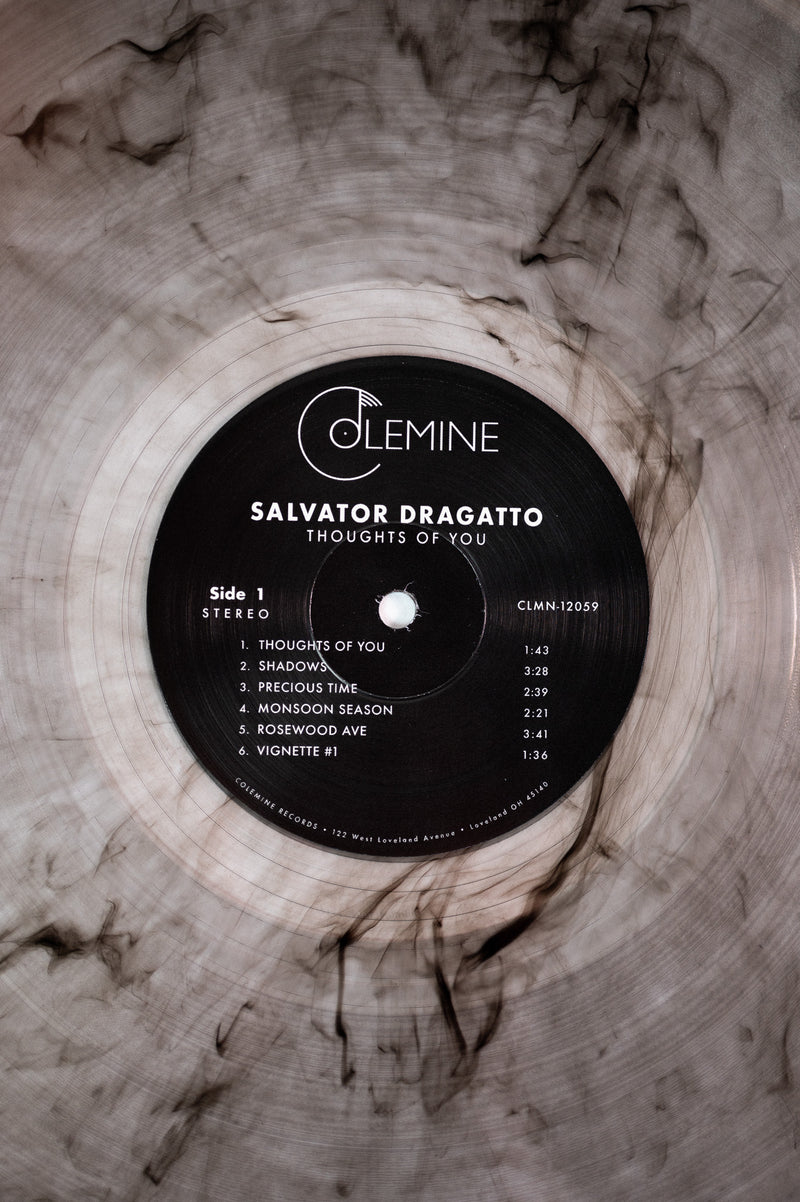 COLEMINE
SALVATOR DRAGATTO
THOUGHTS OF YOU
Side 1
STEREO
CLMN-12059
1. THOUGHTS OF YOU 1:43
2. SHADOWS 3:28
3. PRECIOUS TIME 2:39
4. MONSOON SEASON 2:21
5. ROSEWOOD AVE 3:41
6. VIGNETTE #1 1:36
COLEMINE RECORDS • 122 West Loveland Avenue • Loveland OH 45140